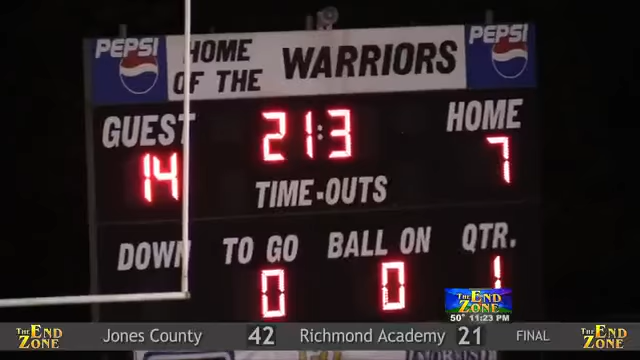 PEPSI
HOME
OF THE
WARRIORS
PEPSI
GUEST
21:3
HOME
14
7
TIME-OUTS
DOWN
TO GO
BALL ON
QTR.
0
0
1
The
END
ZONE
50° 11:23 PM
The
END
ZONE
Jones County 42 Richmond Academy 21 FINAL
The
END
ZONE